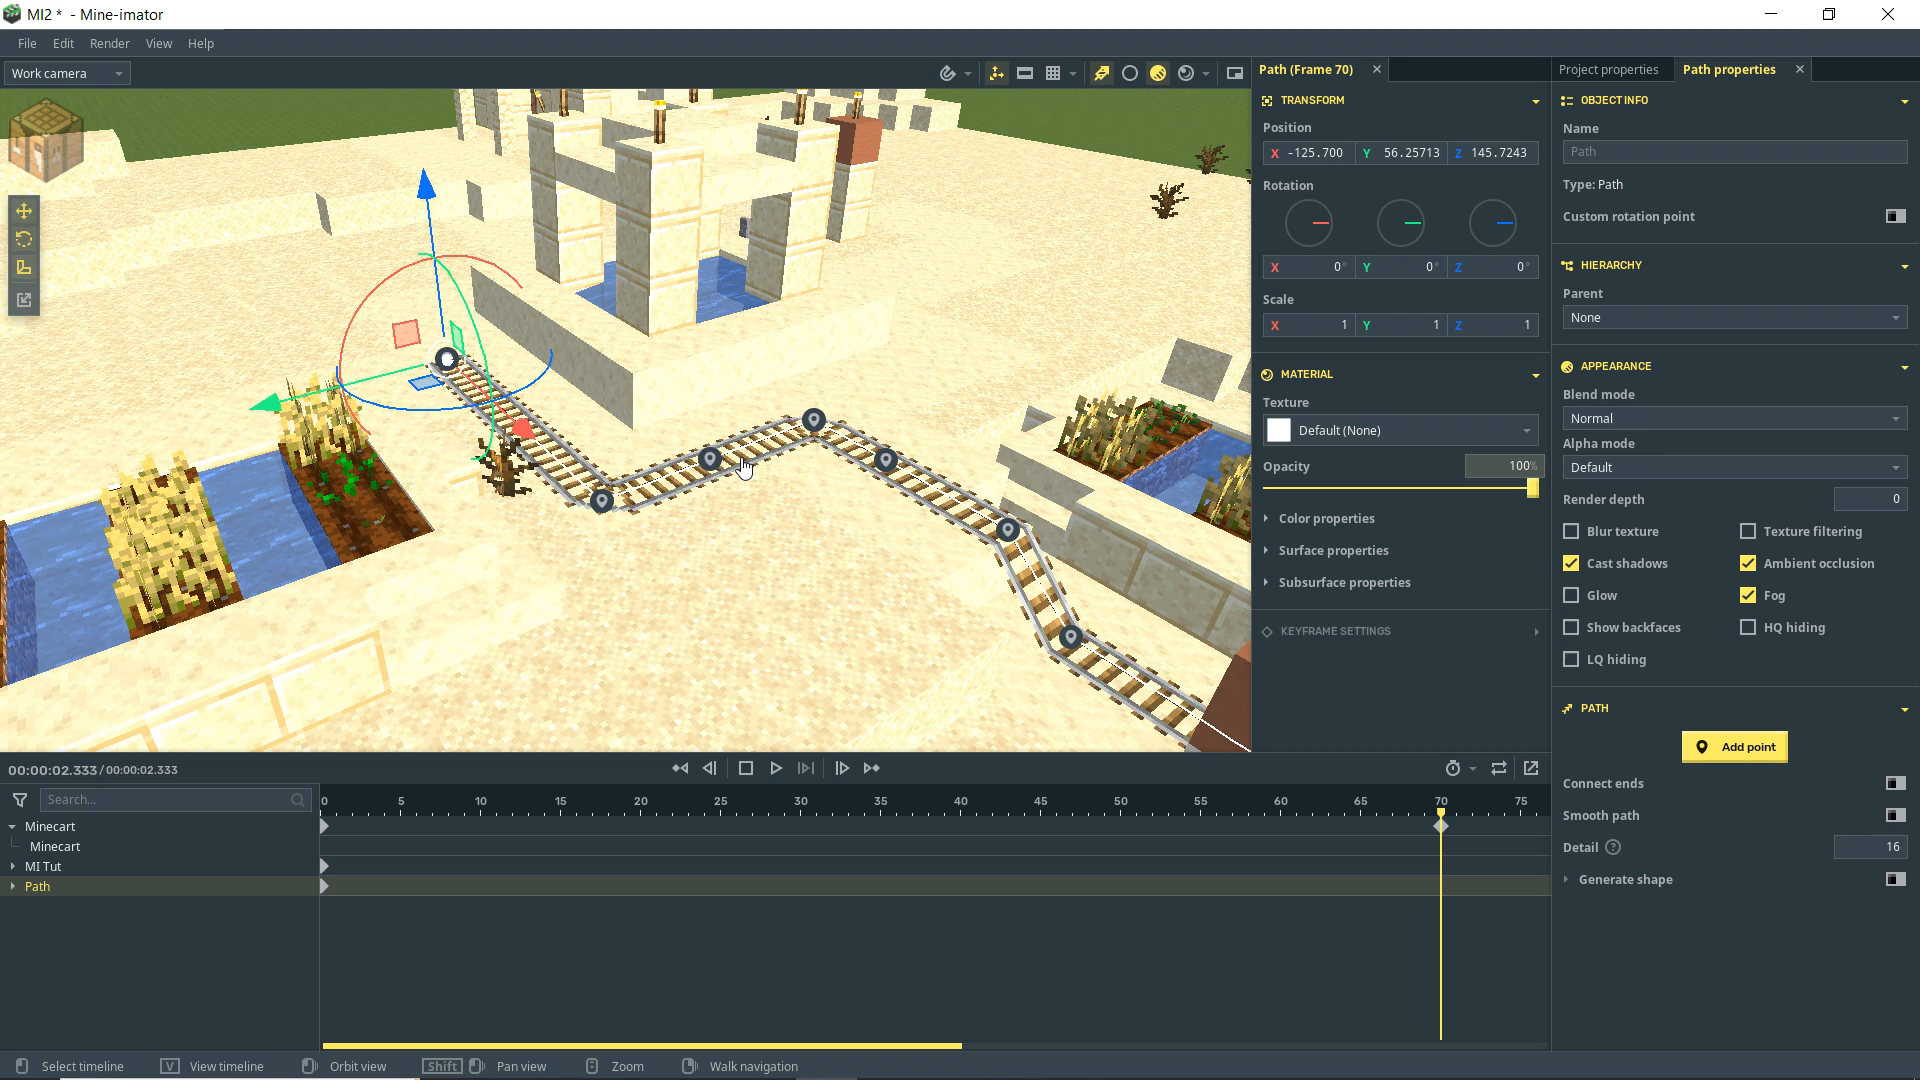 MI2 * - Mine-imator
File Edit Render View Help
Work camera
Path (Frame 70)
TRANSFORM
Position
X -125.700 Y 56.25713 Z 145.7243
Rotation
X 0° Y 0° Z 0°
Scale
X 1 Y 1 Z 1
MATERIAL
Texture
Default (None)
Opacity 100%
Color properties
Surface properties
Subsurface properties
KEYFRAME SETTINGS
Project properties Path properties
OBJECT INFO
Name
Path
Type: Path
Custom rotation point
HIERARCHY
Parent
None
APPEARANCE
Blend mode
Normal
Alpha mode
Default
Render depth 0
Blur texture Texture filtering
Cast shadows Ambient occlusion
Glow Fog
Show backfaces HQ hiding
LQ hiding
PATH
Add point
Connect ends
Smooth path
Detail ? 16
Generate shape
00:00:02.333 / 00:00:02.333
Search...
0 5 10 15 20 25 30 35 40 45 50 55 60 65 70 75
Minecart
Minecart
MI Tut
Path
Select timeline V View timeline Orbit view Shift Pan view Zoom Walk navigation